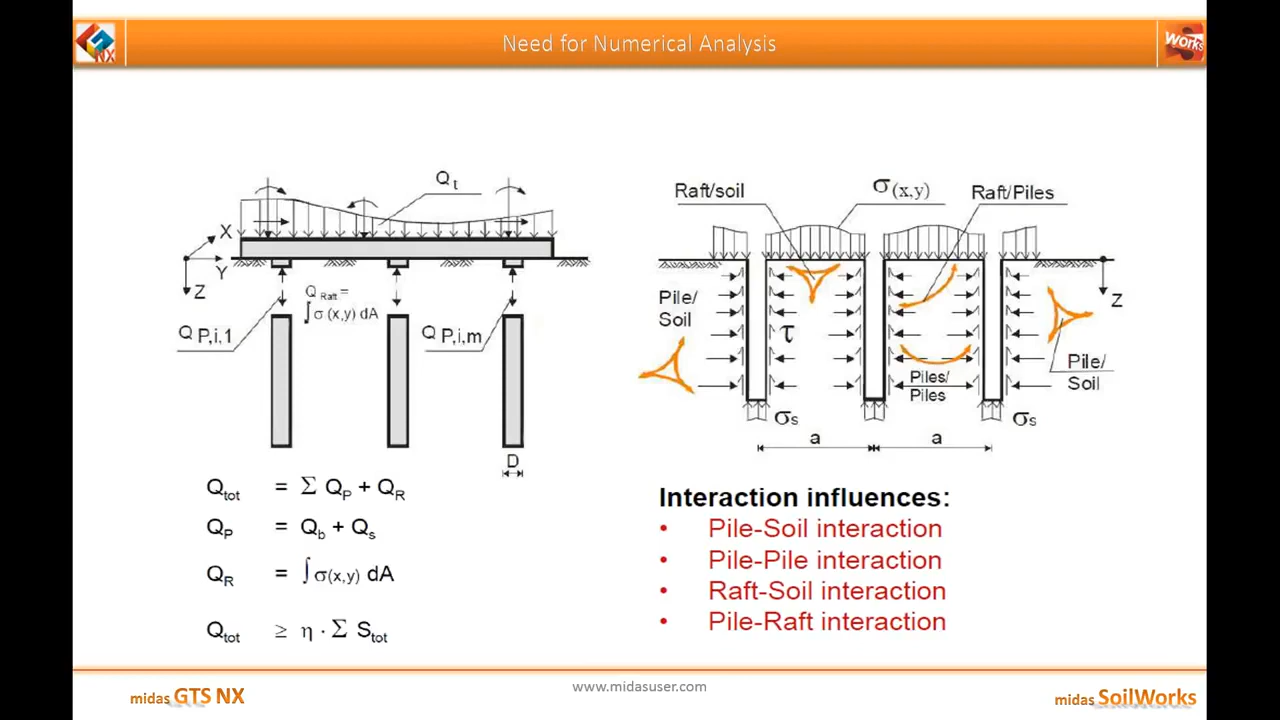 Need for Numerical Analysis
NX
Works
Q t
X
Y
Z
Q Raft =
∫ σ (x,y) dA
Q P,i,1
Q P,i,m
D
Q tot = Σ Q P + Q R
Q P = Q b + Q s
Q R = ∫ σ(x,y) dA
Q tot ≥ η · Σ S tot
Raft/soil
σ (x,y)
Raft/Piles
Pile/
Soil
Z
τ
Piles/
Piles
Pile/
Soil
σs
σs
a
a
Interaction influences:
• Pile-Soil interaction
• Pile-Pile interaction
• Raft-Soil interaction
• Pile-Raft interaction
midas GTS NX
www.midasuser.com
midas SoilWorks